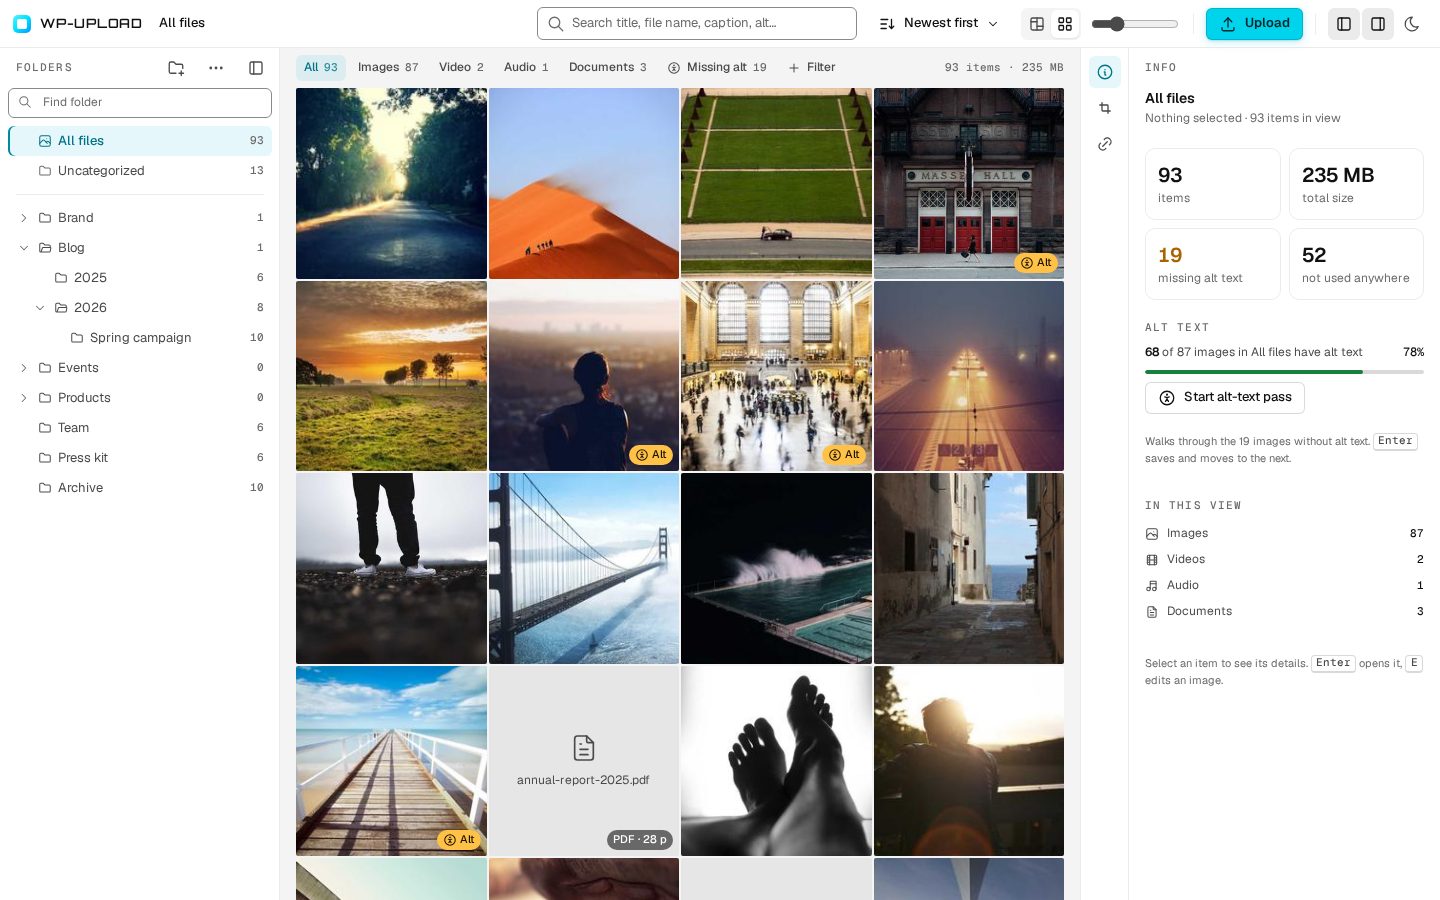 WP-UPLOAD
All files
Search title, file name, caption, alt...
Newest first
Upload
FOLDERS
Find folder
All files 93
Uncategorized 13
Brand 1
Blog 1
2025 6
2026 8
Spring campaign 10
Events 0
Products 0
Team 6
Press kit 6
Archive 10
All 93
Images 87
Video 2
Audio 1
Documents 3
Missing alt 19
Filter
93 items · 235 MB
MASSEY HALL
Alt
Alt
Alt
Alt
annual-report-2025.pdf
PDF · 28 p
INFO
All files
Nothing selected · 93 items in view
93
items
235 MB
total size
19
missing alt text
52
not used anywhere
ALT TEXT
68 of 87 images in All files have alt text 78%
Start alt-text pass
Walks through the 19 images without alt text. Enter
saves and moves to the next.
IN THIS VIEW
Images 87
Videos 2
Audio 1
Documents 3
Select an item to see its details. Enter opens it, E
edits an image.